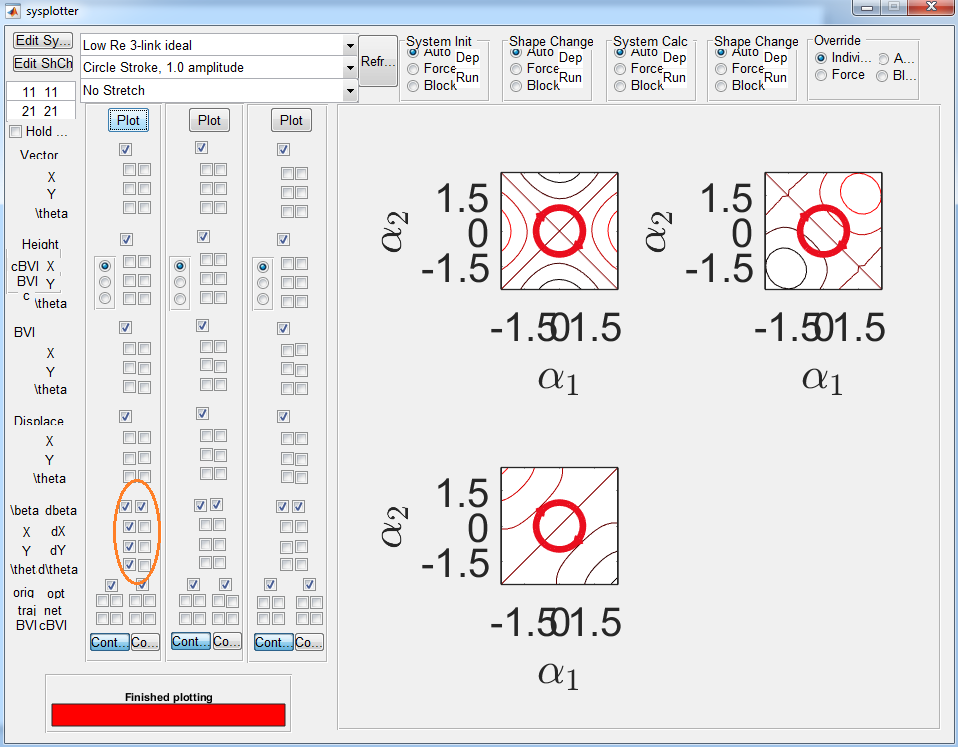 sysplotter
Edit Sy...
Edit ShCh
Low Re 3-link ideal
Circle Stroke, 1.0 amplitude
No Stretch
Refr...
System Init
Auto
Force
Block
Dep
Run
Shape Change
Auto
Force
Block
Dep
Run
System Calc
Auto
Force
Block
Dep
Run
Shape Change
Auto
Force
Block
Dep
Run
Override
Indivi...
A...
Force
Bl...
11 11
21 21
Hold ...
Plot
Plot
Plot
Vector
X
Y
\theta
Height
cBVI X
BVI Y
c \theta
BVI
X
Y
\theta
Displace
X
Y
\theta
\beta dbeta
X dX
Y dY
\thet d\theta
orig opt
traj net
BVI cBVI
Cont... Co...
Cont... Co...
Cont... Co...
Finished plotting
α2
1.5
0
-1.5
-1.5 0 1.5
α1
α2
1.5
0
-1.5
-1.5 0 1.5
α1
α2
1.5
0
-1.5
-1.5 0 1.5
α1